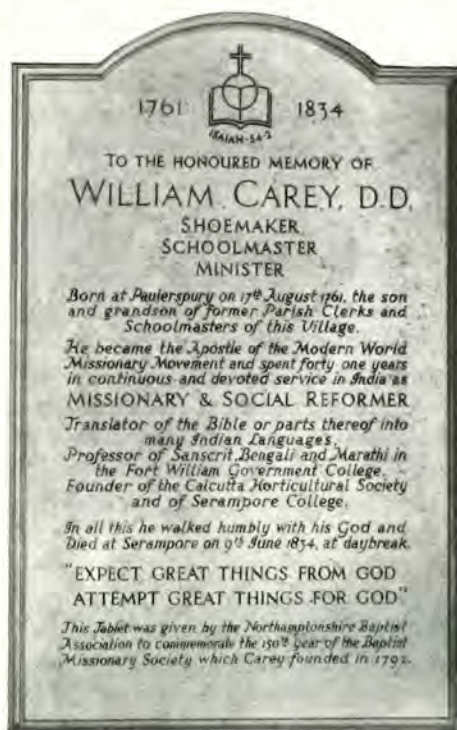 1761 1834
ISAIAH·54·2
TO THE HONOURED MEMORY OF
WILLIAM CAREY, D.D.
SHOEMAKER
SCHOOLMASTER
MINISTER
Born at Paulerspury on 17th August 1761, the son
and grandson of former Parish Clerks and
Schoolmasters of this Village.
He became the Apostle of the Modern World
Missionary Movement and spent forty one years
in continuous and devoted service in India as
MISSIONARY & SOCIAL REFORMER
Translator of the Bible or parts thereof into
many Indian Languages,
Professor of Sanscrit, Bengali and Marathi in
the Fort William Government College,
Founder of the Calcutta Horticultural Society
and of Serampore College,
In all this he walked humbly with his God and
Died at Serampore on 9th June 1834, at daybreak.
"EXPECT GREAT THINGS FROM GOD
ATTEMPT GREAT THINGS FOR GOD"
This Tablet was given by the Northamptonshire Baptist
Association to commemorate the 150th year of the Baptist
Missionary Society which Carey founded in 1792.